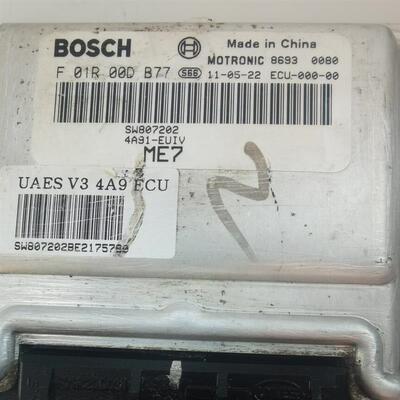 BOSCH
Made in China
MOTRONIC 8693 0080
F 01R 00D B77 S6B 11-05-22 ECU-000-00
SW807202
4A91-EUIV
ME7
UAES V3 4A9 ECU
SW807202BE2175790